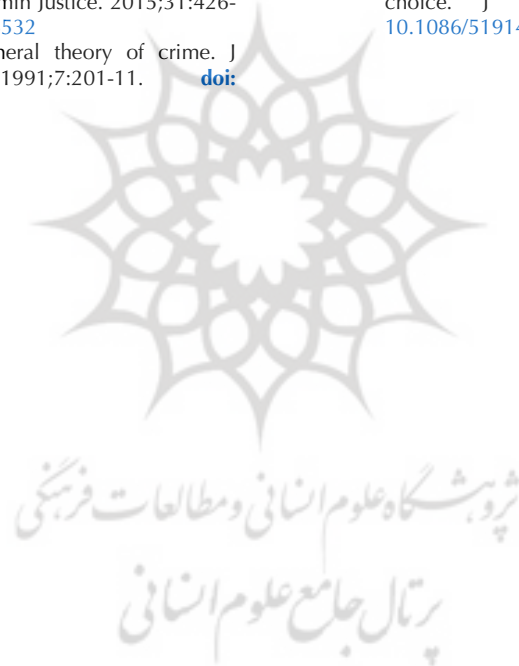 min Justice. 2015;31:426-
532
neral theory of crime. J
1991;7:201-11. doi:
choice. J
10.1086/51914
پژوهشگاه علوم انسانی و مطالعات فرهنگی
پرتال جامع علوم انسانی